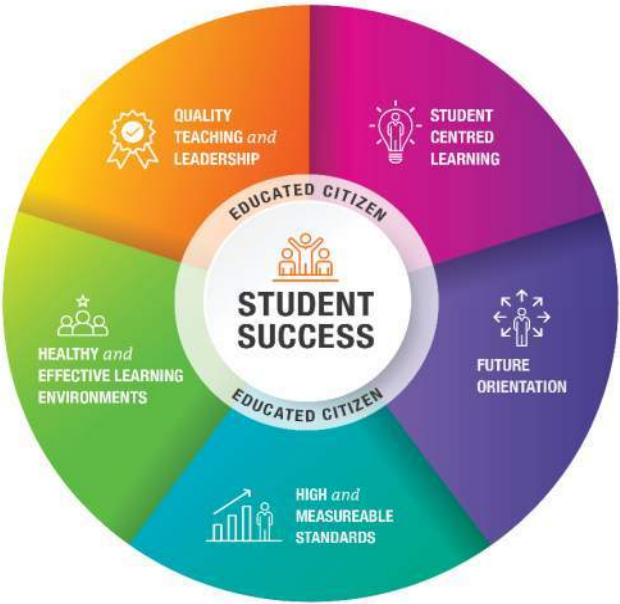 QUALITY
TEACHING and
LEADERSHIP
STUDENT
CENTRED
LEARNING
EDUCATED CITIZEN
STUDENT
SUCCESS
EDUCATED CITIZEN
HEALTHY and
EFFECTIVE LEARNING
ENVIRONMENTS
FUTURE
ORIENTATION
HIGH and
MEASUREABLE
STANDARDS